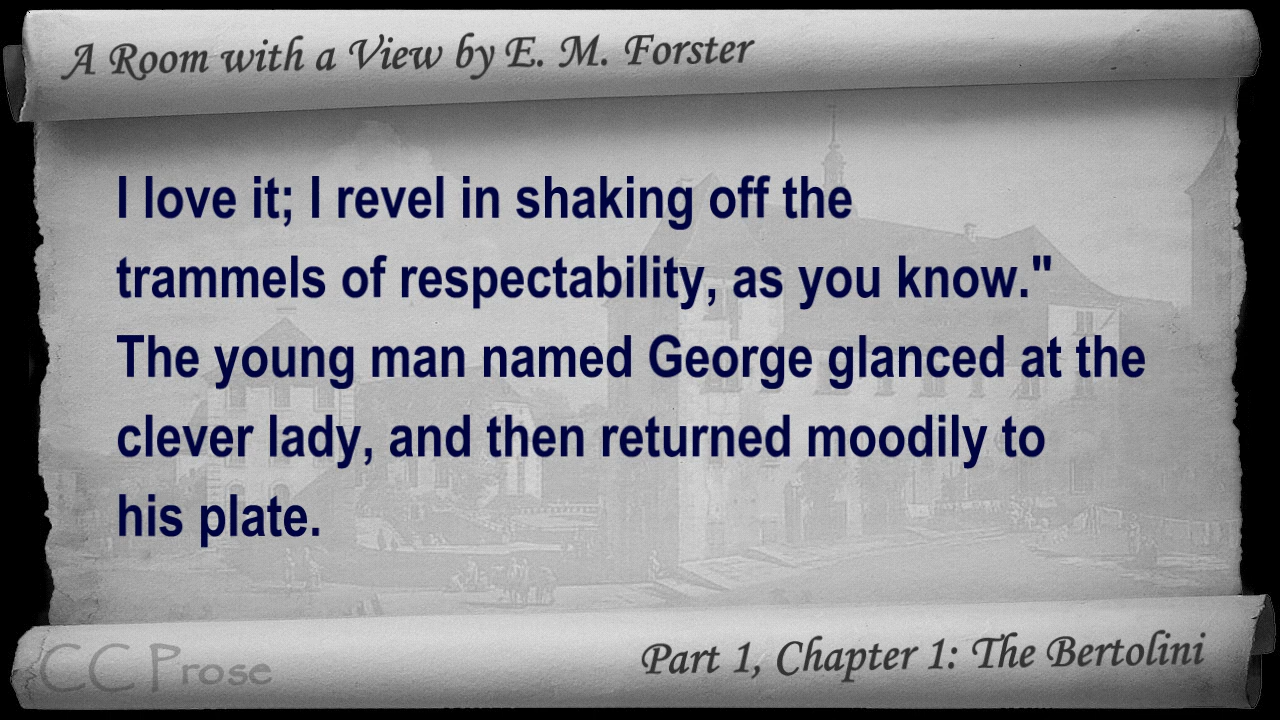 A Room with a View by E. M. Forster
I love it; I revel in shaking off the
trammels of respectability, as you know."
The young man named George glanced at the
clever lady, and then returned moodily to
his plate.
CC Prose
Part 1, Chapter 1: The Bertolini